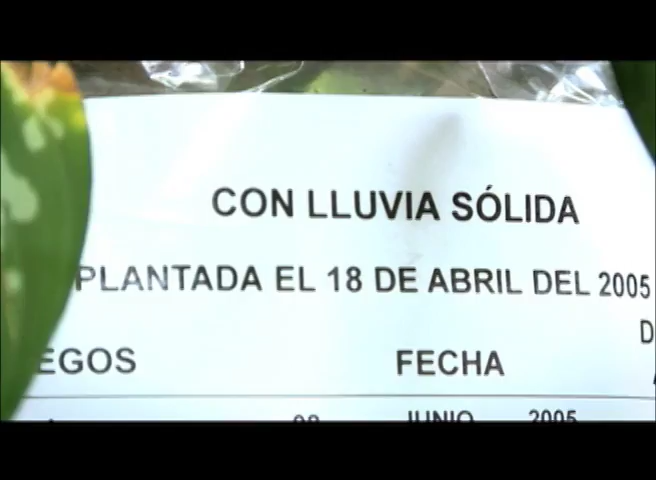 CON LLUVIA SÓLIDA
PLANTADA EL 18 DE ABRIL DEL 2005
EGOS FECHA
JUNIO 2005